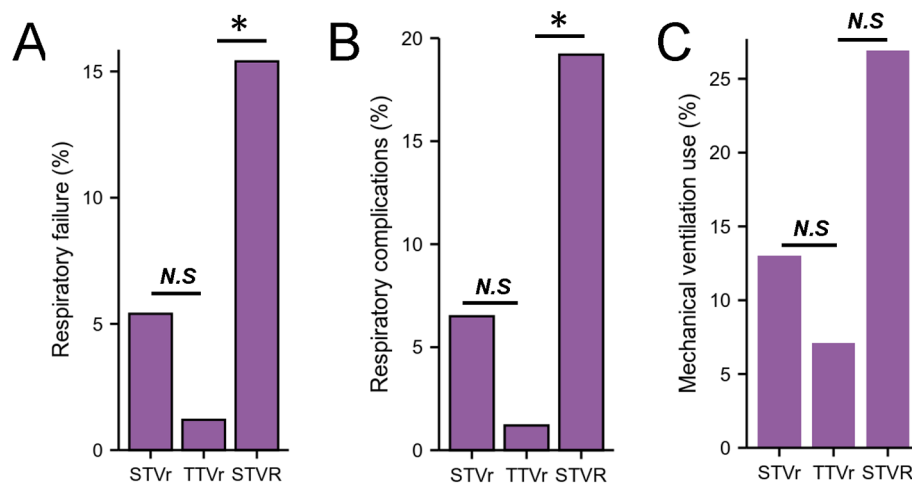 A
Respiratory failure (%)
15
10
5
0
*
N.S
STVr TTVr STVR
B
Respiratory complications (%)
20
15
10
5
0
*
N.S
STVr TTVr STVR
C
Mechanical ventilation use (%)
25
20
15
10
5
0
N.S
N.S
STVr TTVr STVR